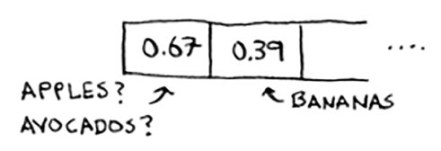 0.67 0.39 ....
APPLES? BANANAS
AVOCADOS?